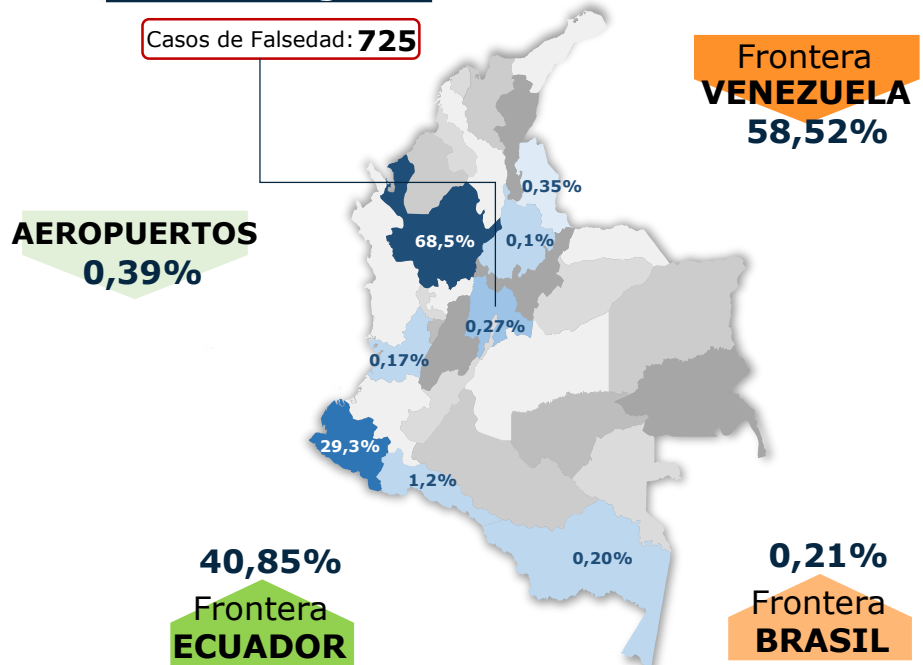 Casos de Falsedad: 725
Frontera
VENEZUELA
58,52%
0,35%
AEROPUERTOS
0,39%
68,5%
0,1%
0,27%
0,17%
29,3%
1,2%
0,20%
40,85%
Frontera
ECUADOR
0,21%
Frontera
BRASIL